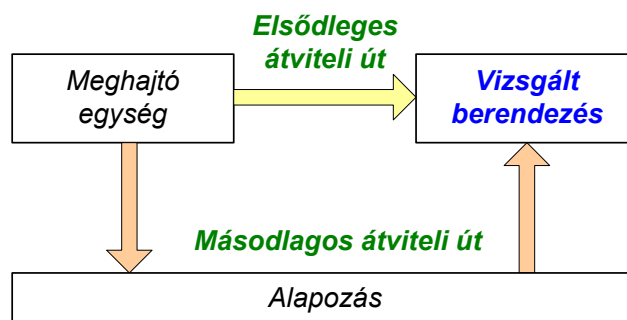 Elsődleges
átviteli út
Meghajtó
egység
Vizsgált
berendezés
Másodlagos átviteli út
Alapozás